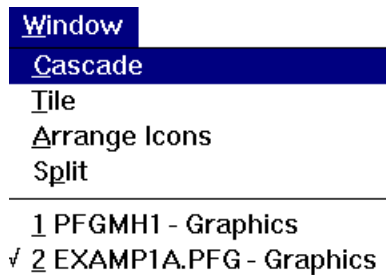 Window
Cascade
Tile
Arrange Icons
Split
1 PFGMH1 - Graphics
√ 2 EXAMP1A.PFG - Graphics